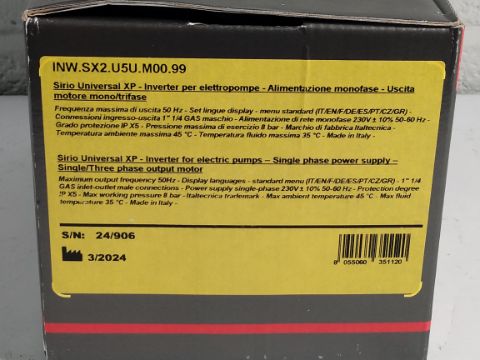 INW.SX2.U5U.M00.99
Sirio Universal XP - Inverter per elettropompe - Alimentazione monofase - Uscita
motore mono/trifase
Frequenza massima di uscita 50 Hz - Set lingue display - menu standard (IT/EN/F/DE/ES/PT/CZ/GR) -
Connessioni ingresso-uscita 1" 1/4 GAS maschio - Alimentazione di rete monofase 230V ± 10% 50-60 Hz -
Grado protezione IP X5 - Pressione massima di esercizio 8 bar - Marchio di fabbrica Italtecnica -
Temperatura ambiente massima 45 °C - Temperatura fluido massima 35 °C - Made in Italy -
Sirio Universal XP - Inverter for electric pumps – Single phase power supply –
Single/Three phase output motor
Maximum output frequency 50Hz - Display languages - standard menu (IT/EN/F/DE/ES/PT/CZ/GR) - 1" 1/4
GAS inlet-outlet male connections - Power supply single-phase 230V ± 10% 50-60 Hz - Protection degree
IP X5 - Max working pressure 8 bar - Italtecnica trademark - Max ambient temperature 45 °C - Max fluid
temperature 35 °C - Made in Italy -
S/N: 24/906
3/2024
8 055060 351120